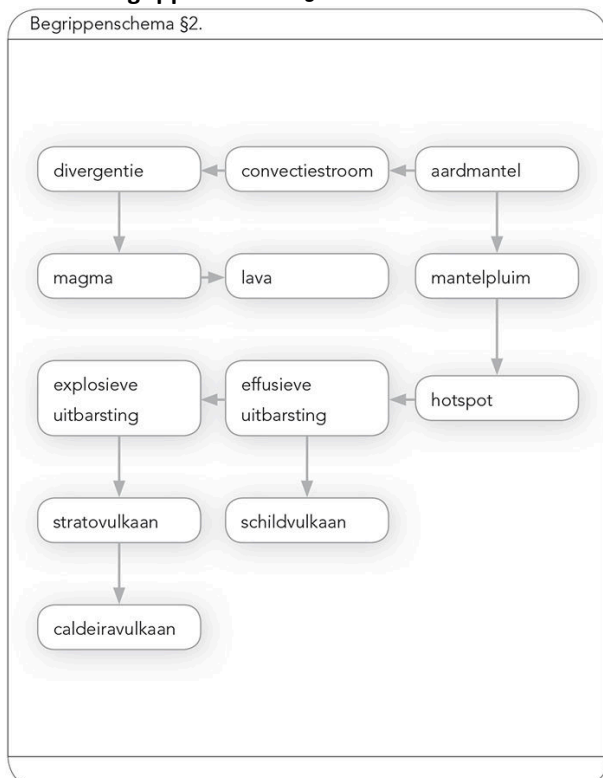 Begrippenschema §2.
divergentie
convectiestroom
aardmantel
magma
lava
mantelpluim
explosieve
uitbarsting
effusieve
uitbarsting
hotspot
stratovulkaan
schildvulkaan
caldeiravulkaan